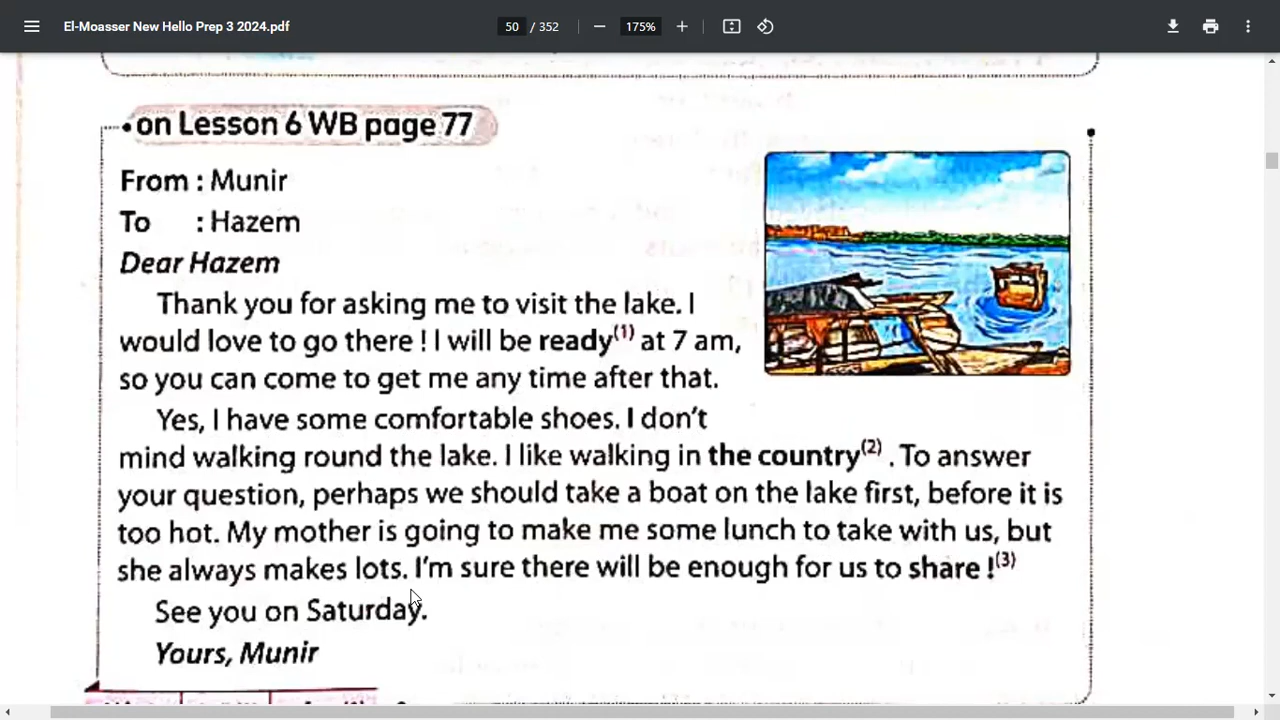 El-Moasser New Hello Prep 3 2024.pdf
50 / 352
175%
on Lesson 6 WB page 77
From : Munir
To : Hazem
Dear Hazem
Thank you for asking me to visit the lake. I
would love to go there ! I will be ready(1) at 7 am,
so you can come to get me any time after that.
Yes, I have some comfortable shoes. I don't
mind walking round the lake. I like walking in the country(2) . To answer
your question, perhaps we should take a boat on the lake first, before it is
too hot. My mother is going to make me some lunch to take with us, but
she always makes lots. I'm sure there will be enough for us to share !(3)
See you on Saturday.
Yours, Munir